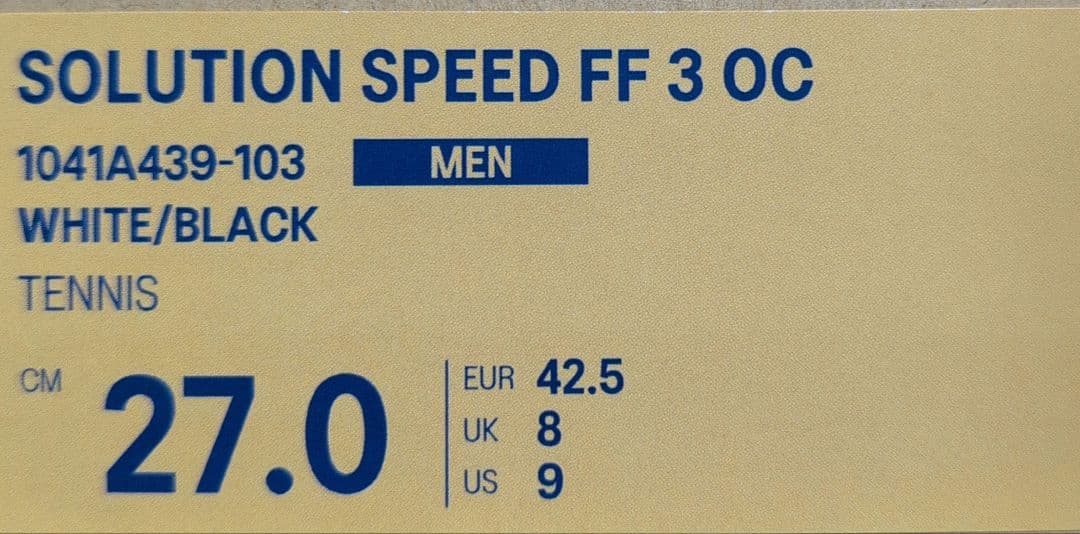 SOLUTION SPEED FF 3 OC
1041A439-103 MEN
WHITE/BLACK
TENNIS
CM 27.0
EUR 42.5
UK 8
US 9